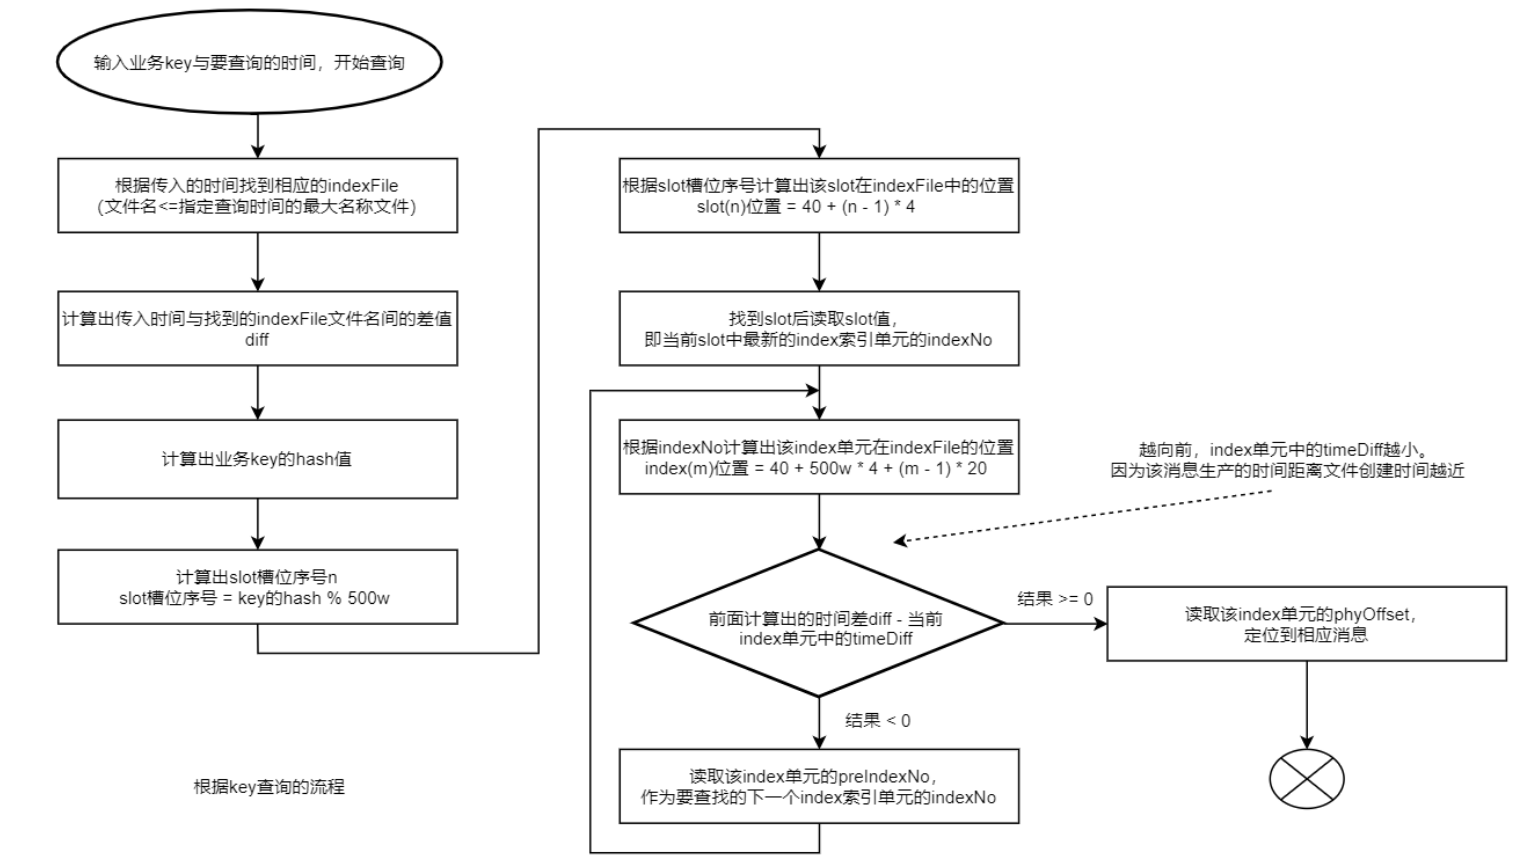 输入业务key与要查询的时间，开始查询
根据传入的时间找到相应的indexFile
(文件名<=指定查询时间的最大名称文件)
计算出传入时间与找到的indexFile文件名间的差值
diff
计算出业务key的hash值
计算出slot槽位序号n
slot槽位序号 = key的hash % 500w
根据slot槽位序号计算出该slot在indexFile中的位置
slot(n)位置 = 40 + (n - 1) * 4
找到slot后读取slot值，
即当前slot中最新的index索引单元的indexNo
根据indexNo计算出该index单元在indexFile的位置
index(m)位置 = 40 + 500w * 4 + (m - 1) * 20
越向前，index单元中的timeDiff越小。
因为该消息生产的时间距离文件创建时间越近
前面计算出的时间差diff - 当前
index单元中的timeDiff
结果 >= 0
读取该index单元的phyOffset，
定位到相应消息
结果 < 0
读取该index单元的preIndexNo，
作为要查找的下一个index索引单元的indexNo
根据key查询的流程